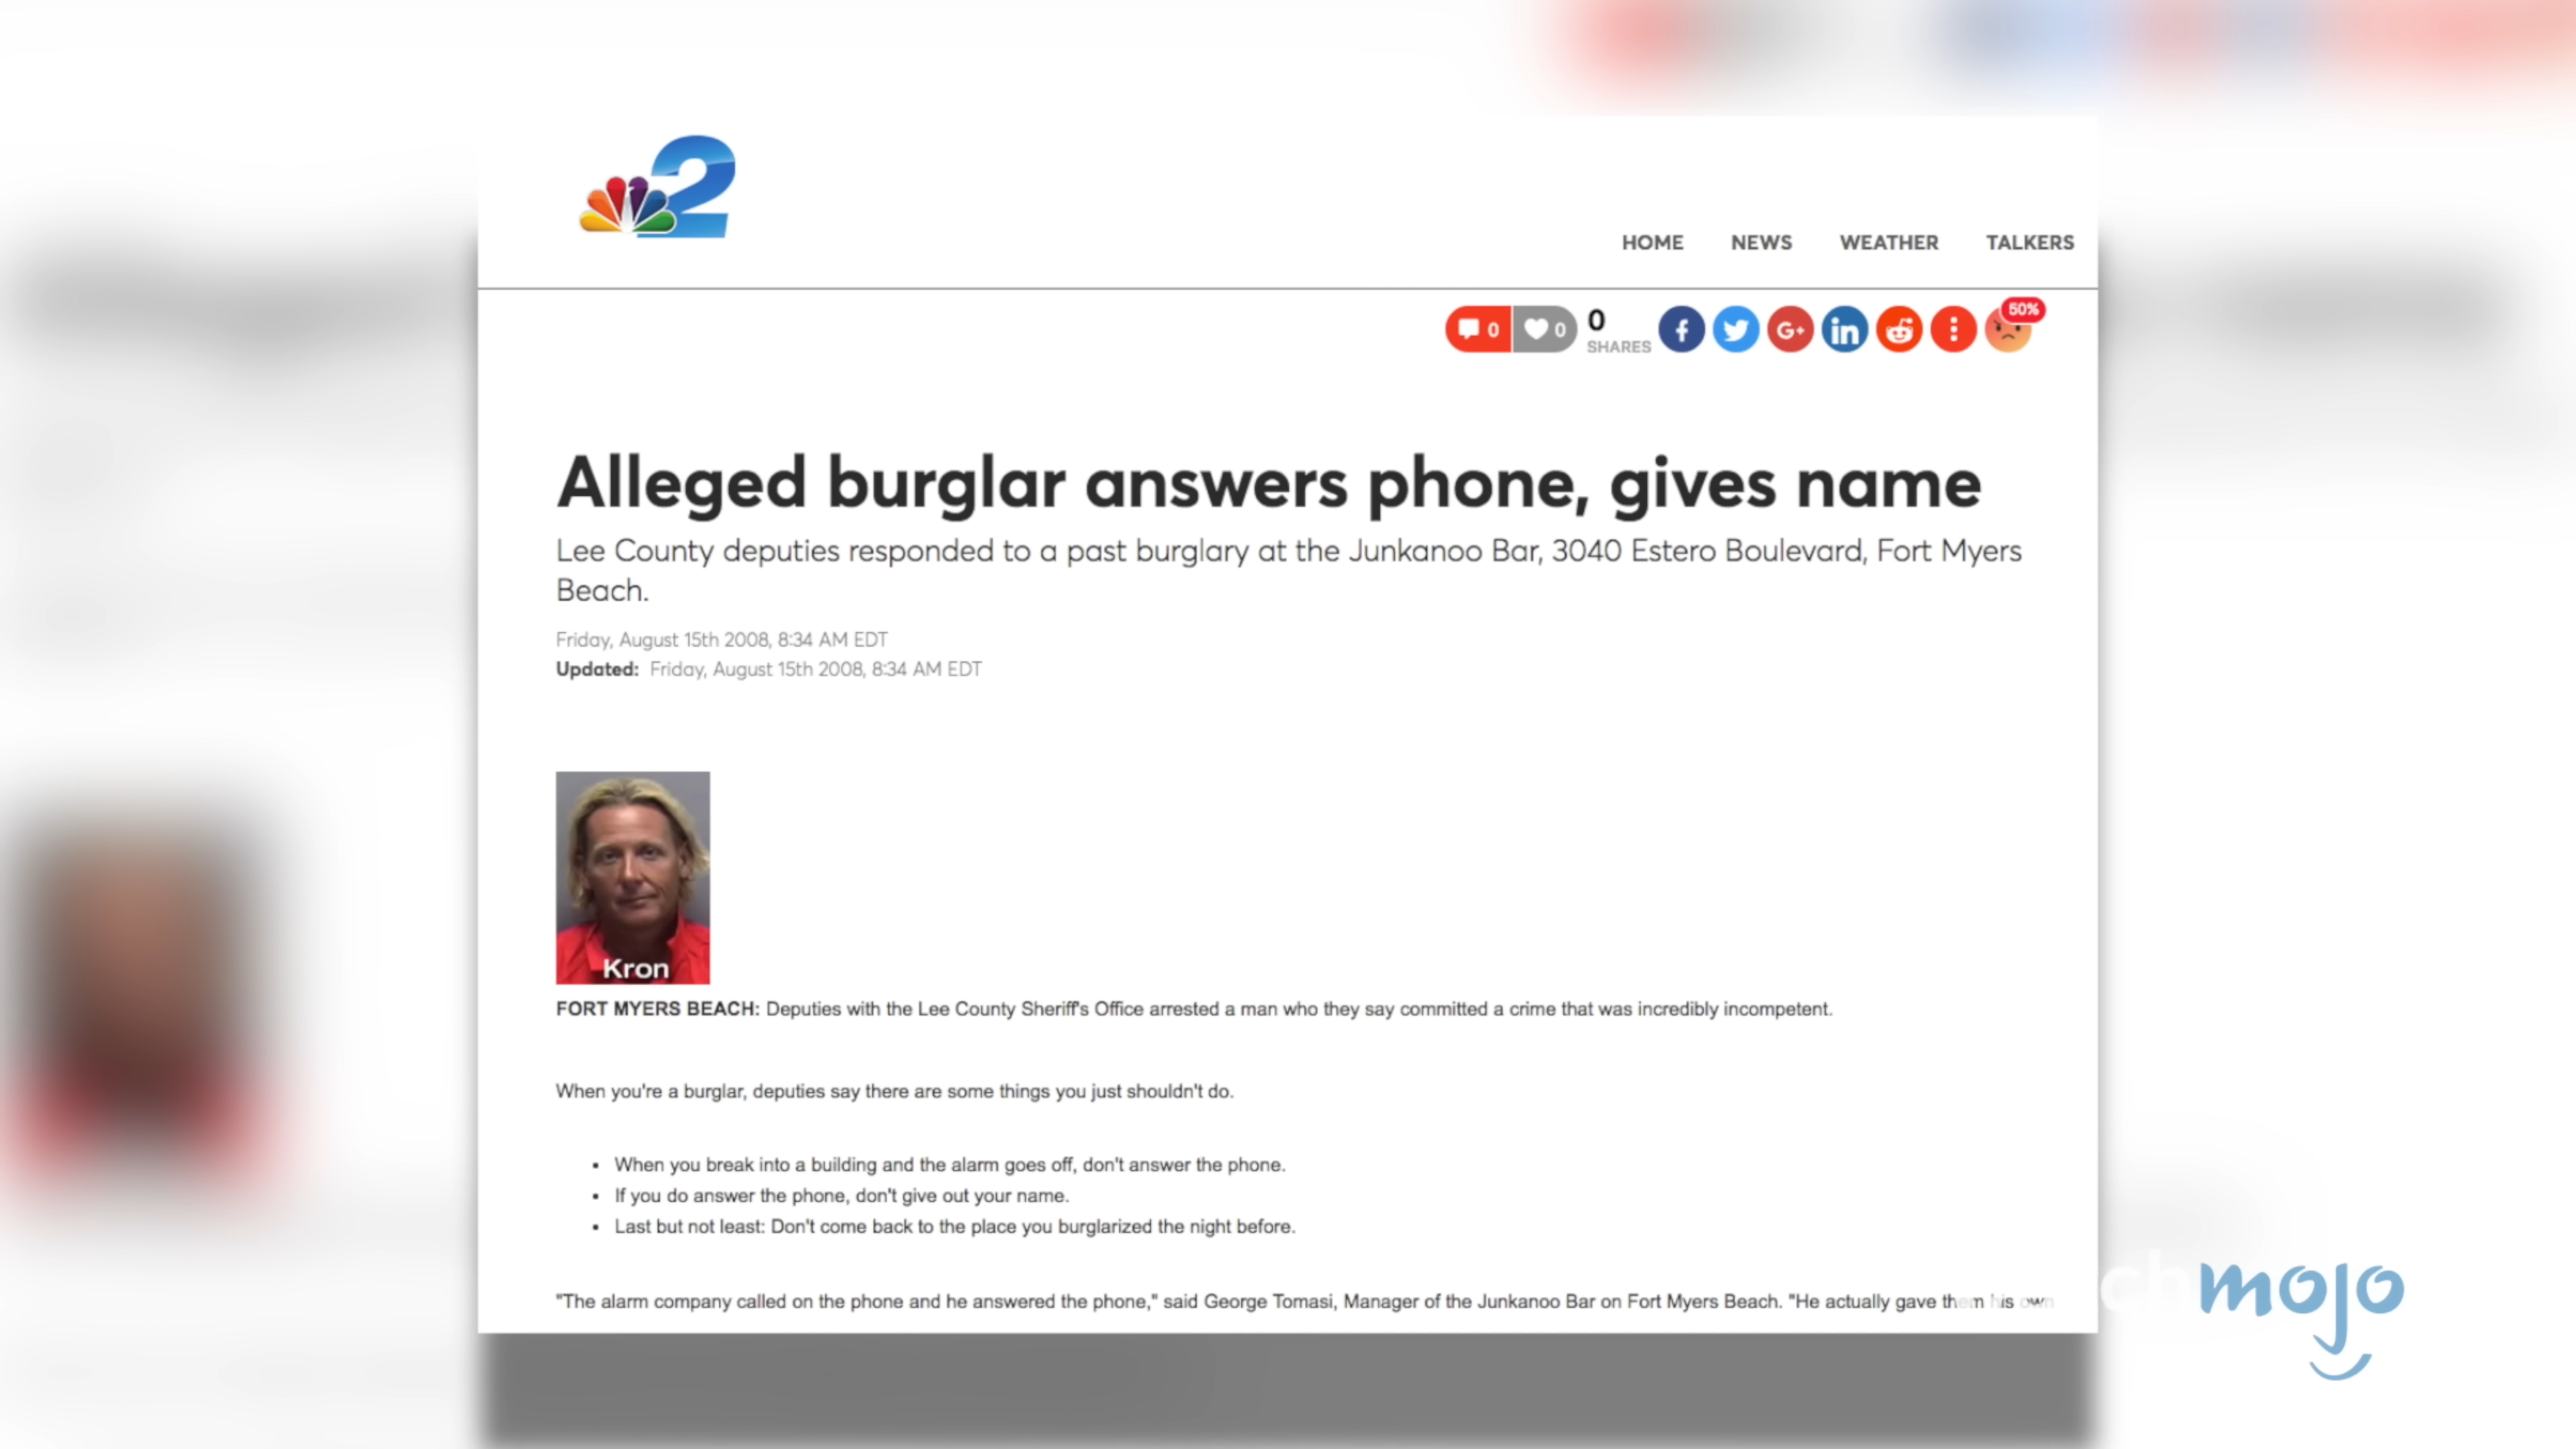 2
HOME NEWS WEATHER TALKERS
0 0 0 SHARES 50%
Alleged burglar answers phone, gives name
Lee County deputies responded to a past burglary at the Junkanoo Bar, 3040 Estero Boulevard, Fort Myers
Beach.
Friday, August 15th 2008, 8:34 AM EDT
Updated: Friday, August 15th 2008, 8:34 AM EDT
Kron
FORT MYERS BEACH: Deputies with the Lee County Sheriff's Office arrested a man who they say committed a crime that was incredibly incompetent.
When you're a burglar, deputies say there are some things you just shouldn't do.
• When you break into a building and the alarm goes off, don't answer the phone.
• If you do answer the phone, don't give out your name.
• Last but not least: Don't come back to the place you burglarized the night before.
"The alarm company called on the phone and he answered the phone," said George Tomasi, Manager of the Junkanoo Bar on Fort Myers Beach. "He actually gave them his own
chmojo